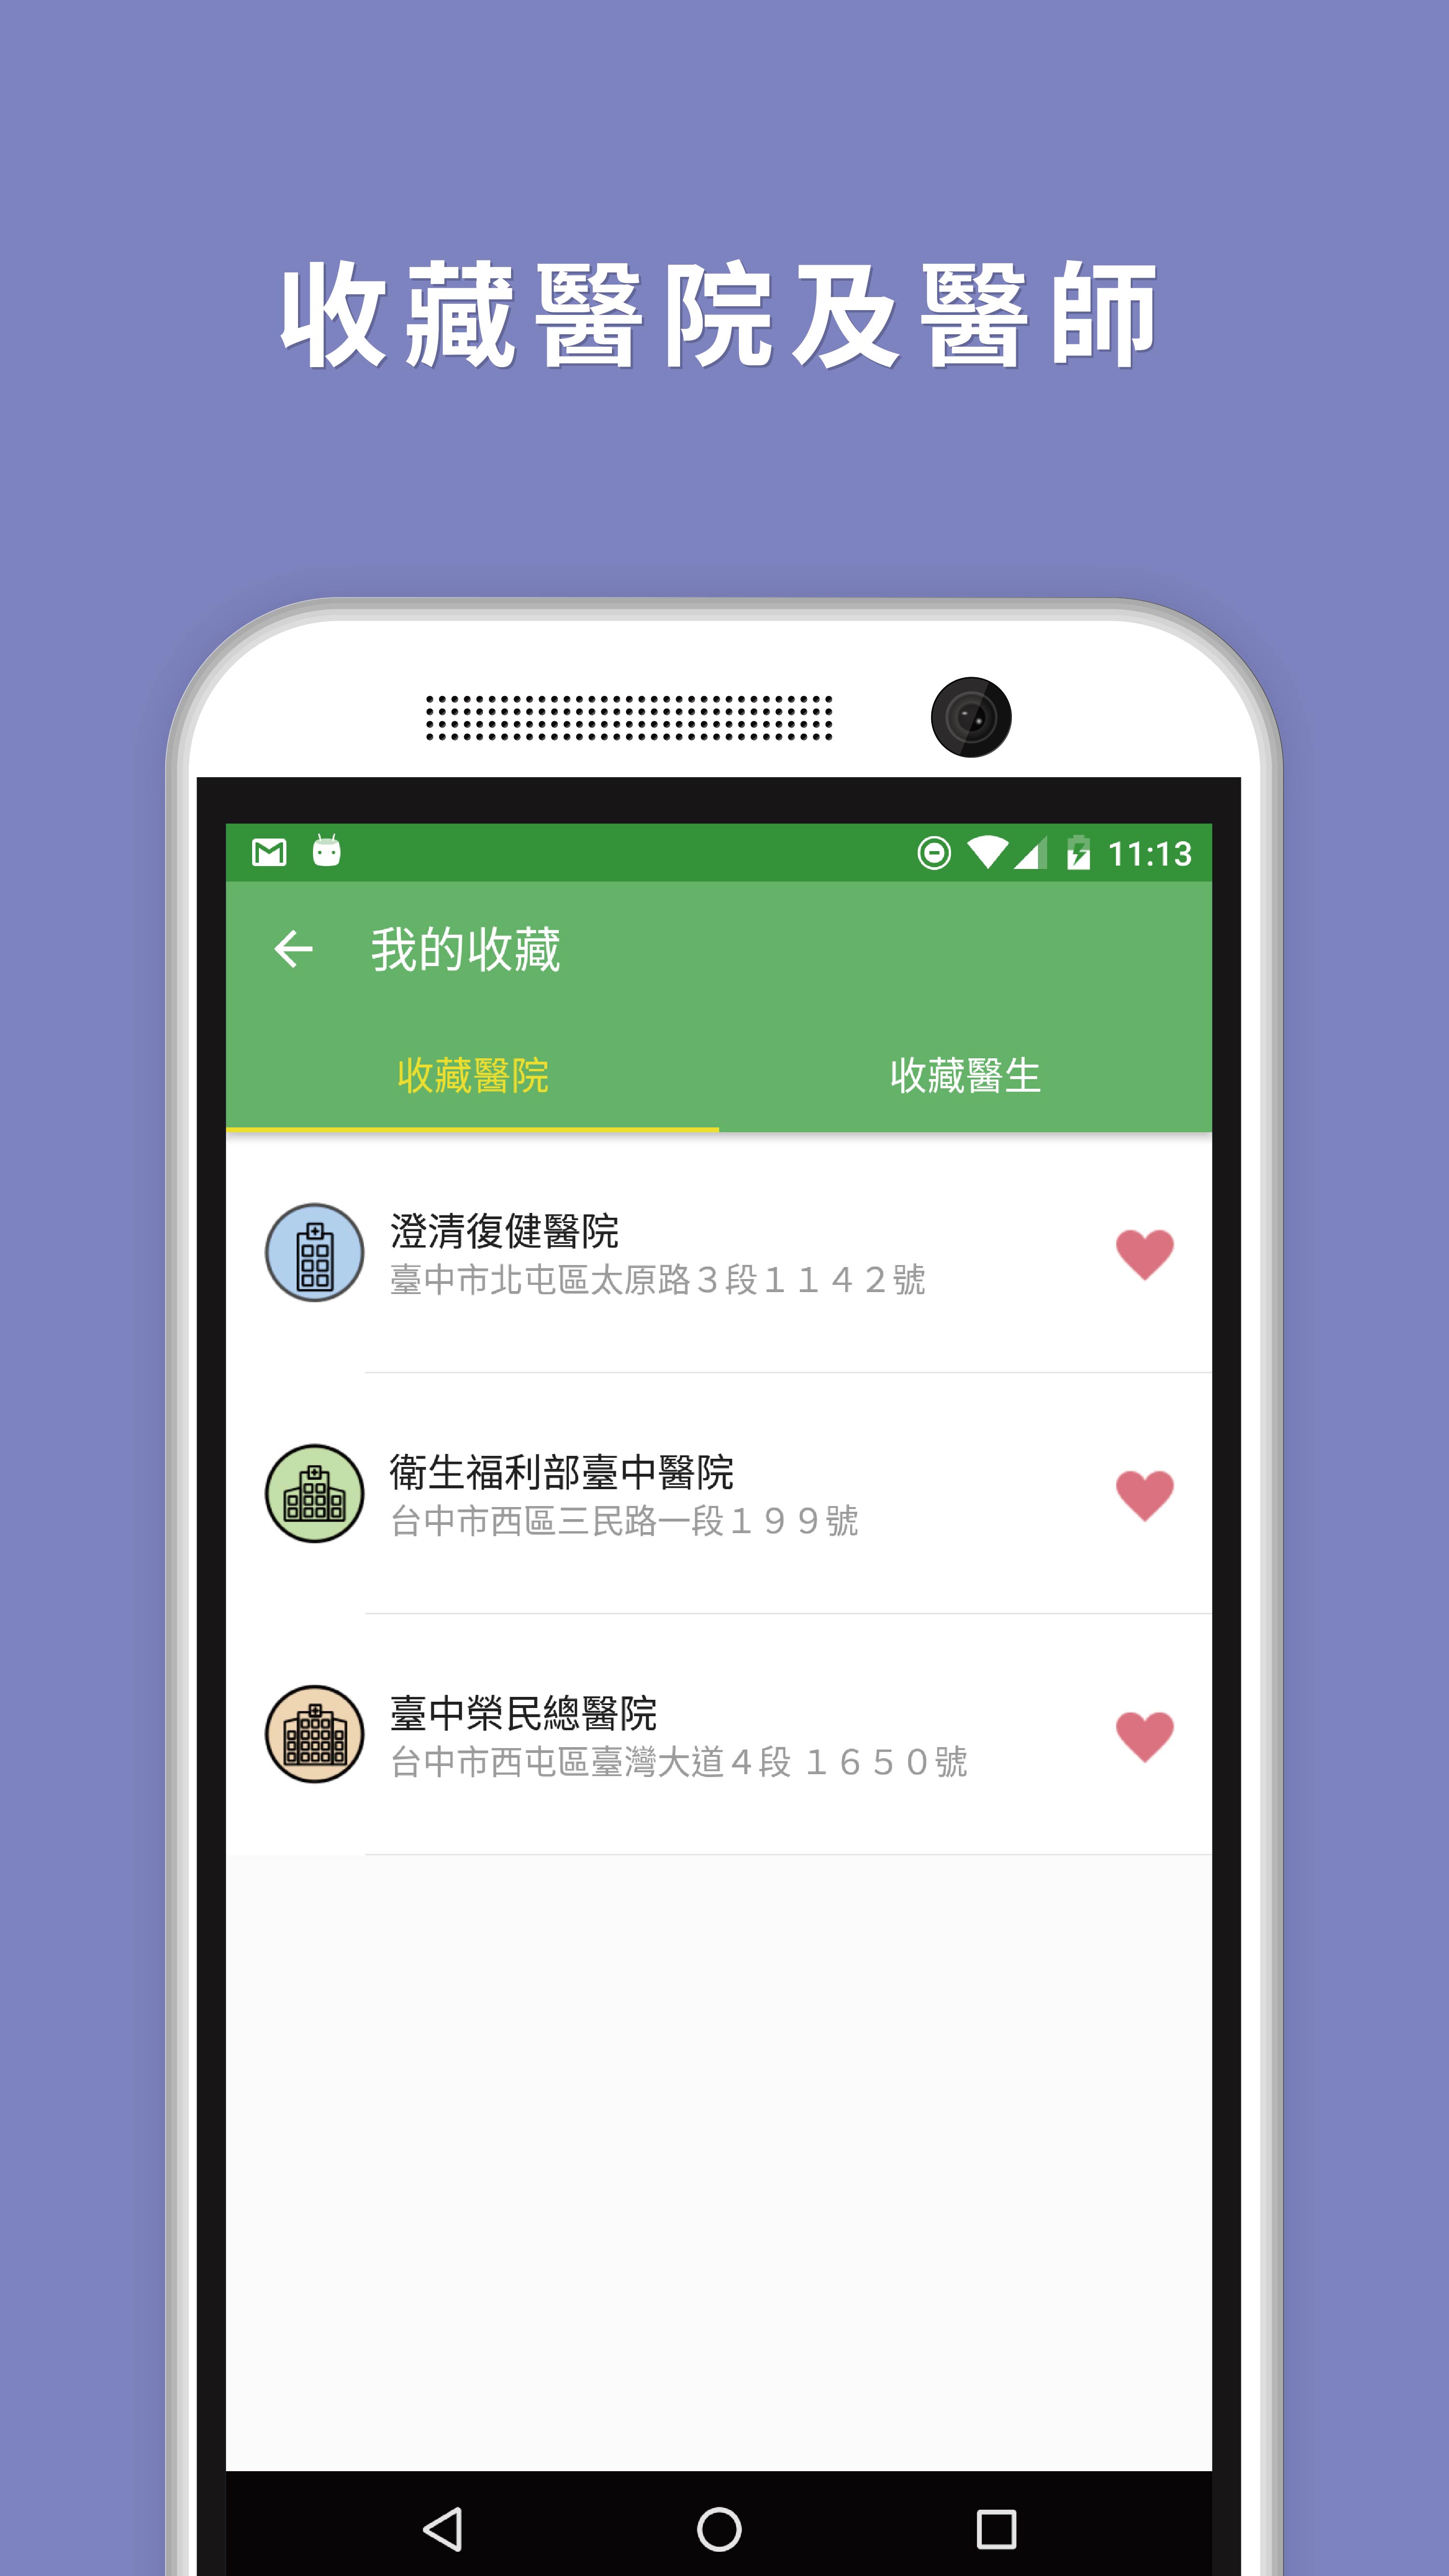 收藏醫院及醫師
11:13
我的收藏
收藏醫院
收藏醫生
澄清復健醫院
臺中市北屯區太原路３段１１４２號
衛生福利部臺中醫院
台中市西區三民路一段１９９號
臺中榮民總醫院
台中市西屯區臺灣大道４段 １６５０號